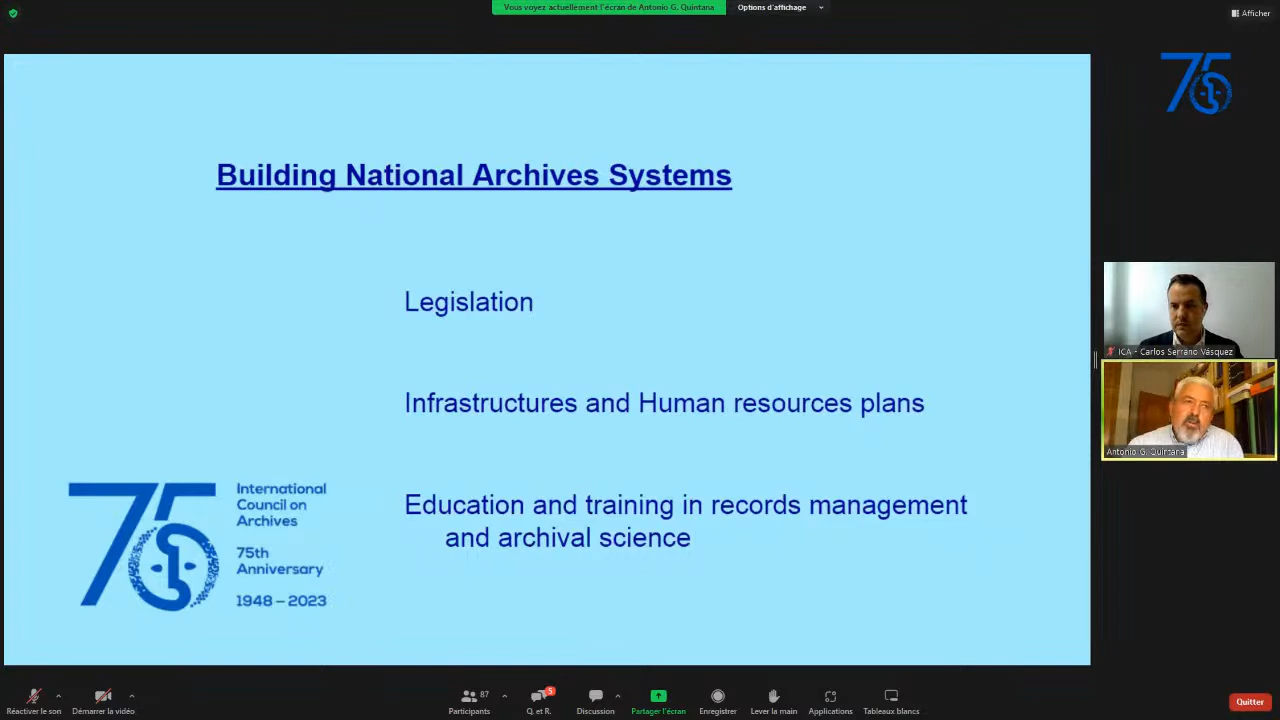 Vous voyez actuellement l'écran de Antonio G. Quintana
Options d'affichage
Afficher
75
Building National Archives Systems
Legislation
Infrastructures and Human resources plans
Education and training in records management
and archival science
75
International
Council on
Archives
75th
Anniversary
1948 – 2023
ICA - Carlos Serrano Vásquez
Antonio G. Quintana
Réactiver le son
Démarrer la vidéo
87
Participants
5
Q. et R.
Discussion
Partager l'écran
Enregistrer
Lever la main
Applications
Tableaux blancs
Quitter